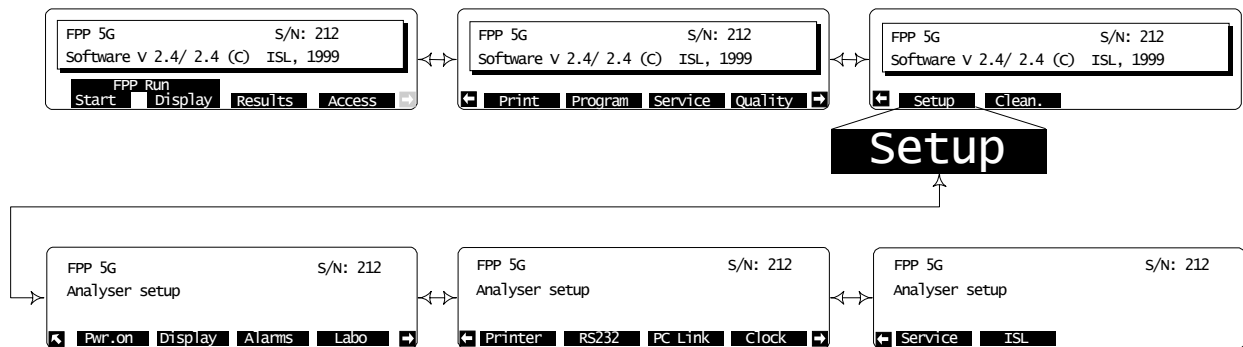 FPP 5G S/N: 212
Software V 2.4/ 2.4 (C) ISL, 1999
FPP Run
Start Display Results Access
FPP 5G S/N: 212
Software V 2.4/ 2.4 (C) ISL, 1999
Print Program Service Quality
FPP 5G S/N: 212
Software V 2.4/ 2.4 (C) ISL, 1999
Setup Clean.
Setup
FPP 5G S/N: 212
Analyser setup
Pwr.on Display Alarms Labo
FPP 5G S/N: 212
Analyser setup
Printer RS232 PC Link Clock
FPP 5G S/N: 212
Analyser setup
Service ISL